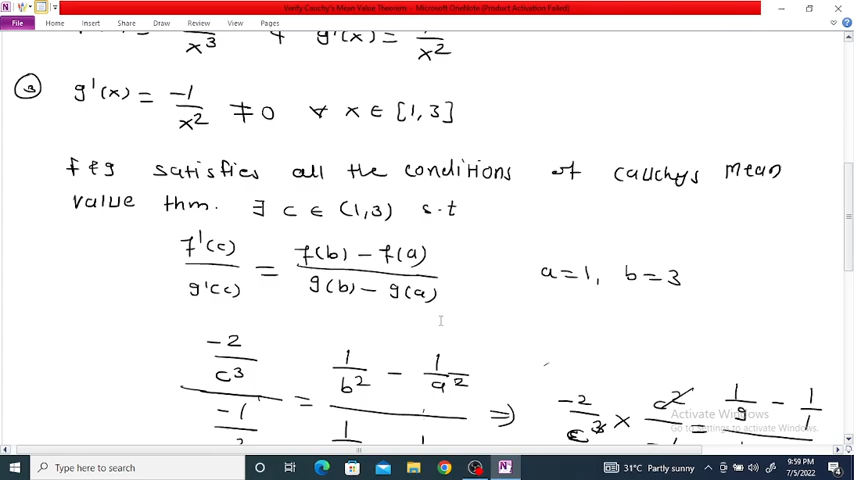 Verify Cauchy's Mean Value Theorem - Microsoft OneNote (Product Activation Failed)
File Home Insert Share Draw Review View Pages
x³ & g'(x) = x²
③ g'(x) = -1/x² ≠ 0 ∀ x ∈ [1, 3]
f & g satisfies all the conditions of cauchys mean
value thm. ∃ c ∈ (1, 3) s.t
f'(c)/g'(c) = f(b) - f(a)/g(b) - g(a) a = 1, b = 3
-2/c³ / -1 = 1/b² - 1/a² / 1 1 ⇒ -2/c³ × c² = 1/9 - 1/1
Activate Windows
Go to Settings to activate Windows.
Type here to search
31°C Partly sunny
9:59 PM
7/5/2022